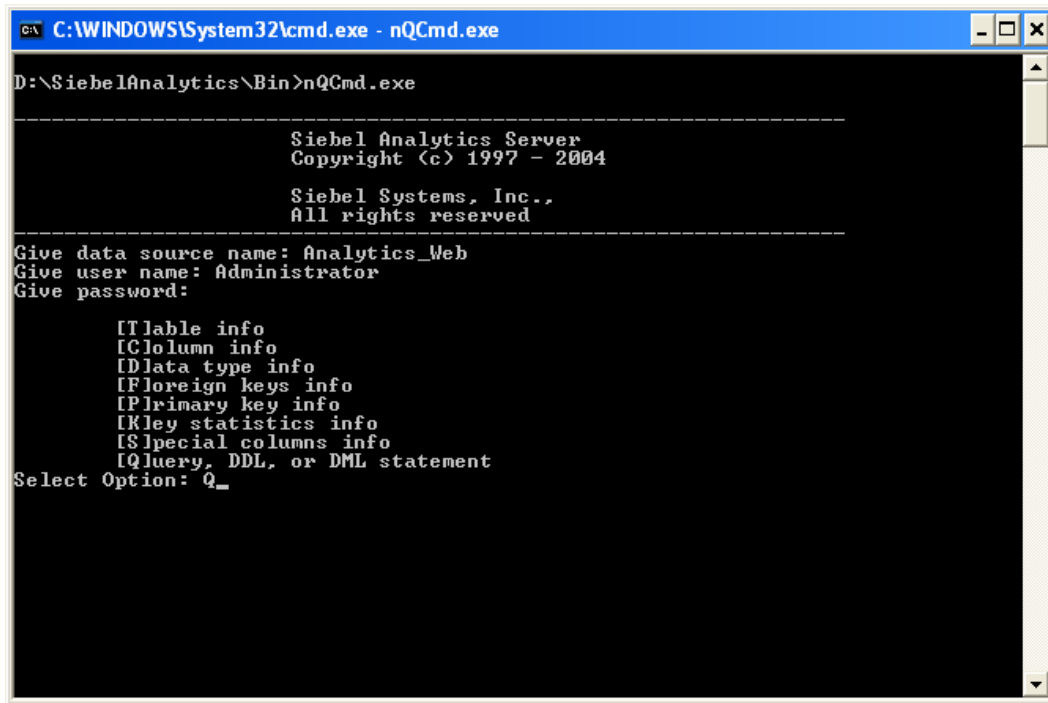 C:\WINDOWS\System32\cmd.exe - nQCmd.exe
D:\SiebelAnalytics\Bin>nQCmd.exe
Siebel Analytics Server
Copyright (c) 1997 - 2004
Siebel Systems, Inc.,
All rights reserved
Give data source name: Analytics_Web
Give user name: Administrator
Give password:
[T]able info
[C]olumn info
[D]ata type info
[F]oreign keys info
[P]rimary key info
[K]ey statistics info
[S]pecial columns info
[Q]uery, DDL, or DML statement
Select Option: Q_